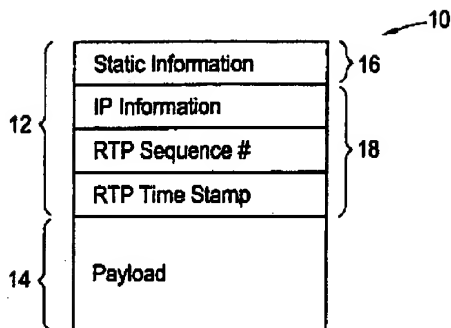 10
Static Information
16
IP Information
12
RTP Sequence #
18
RTP Time Stamp
14
Payload